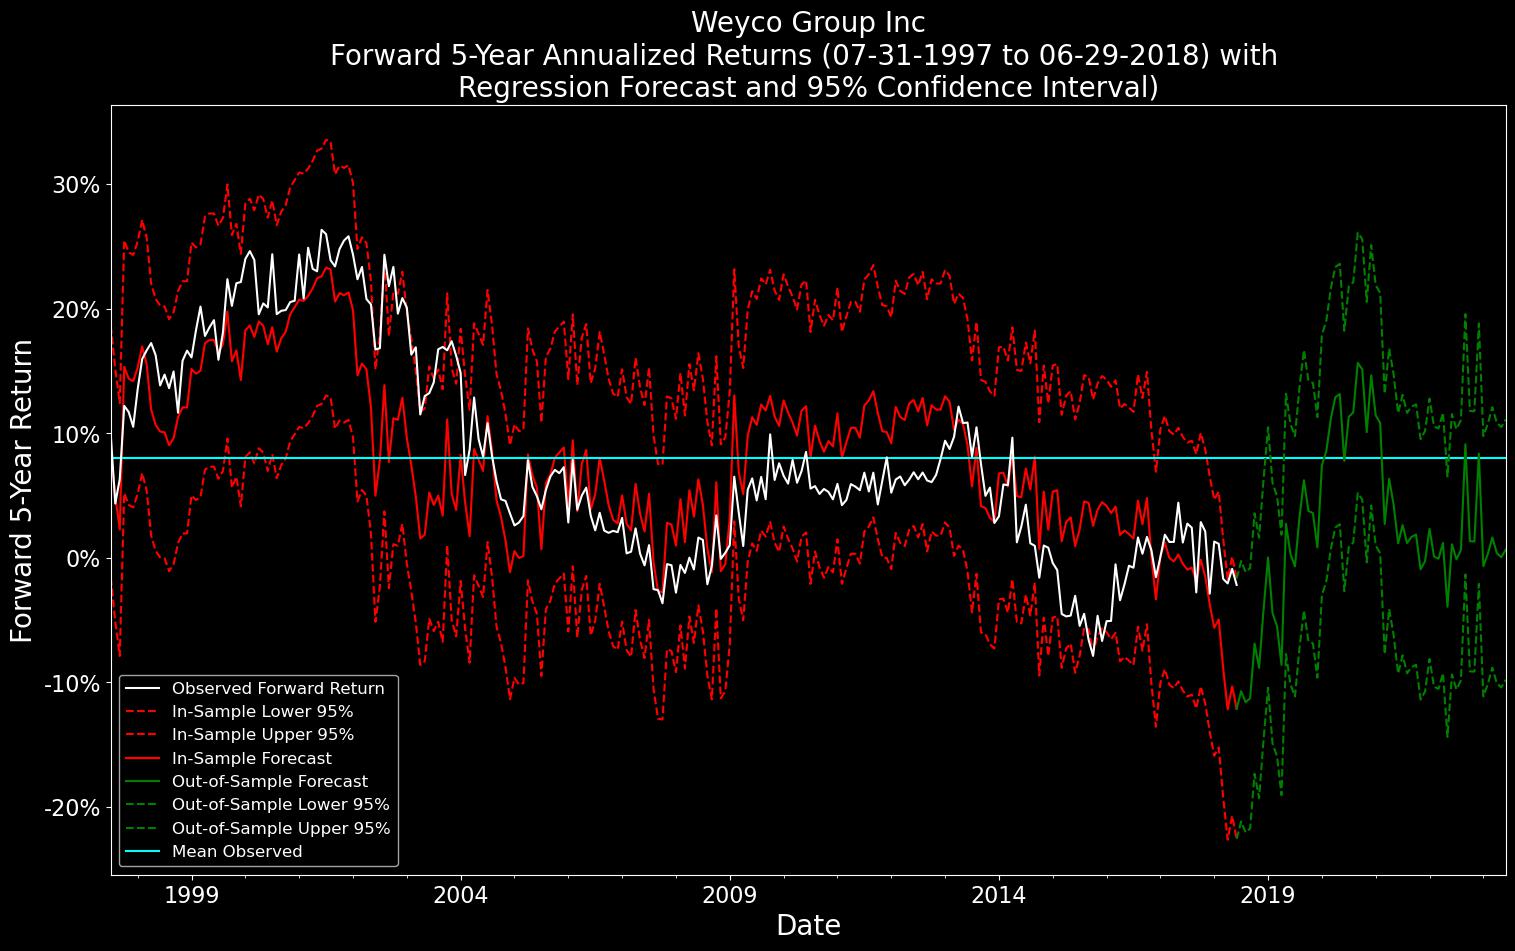 Weyco Group Inc
Forward 5-Year Annualized Returns (07-31-1997 to 06-29-2018) with
Regression Forecast and 95% Confidence Interval)
Forward 5-Year Return
30%
20%
10%
0%
-10%
-20%
Observed Forward Return
In-Sample Lower 95%
In-Sample Upper 95%
In-Sample Forecast
Out-of-Sample Forecast
Out-of-Sample Lower 95%
Out-of-Sample Upper 95%
Mean Observed
1999 2004 2009 2014 2019
Date